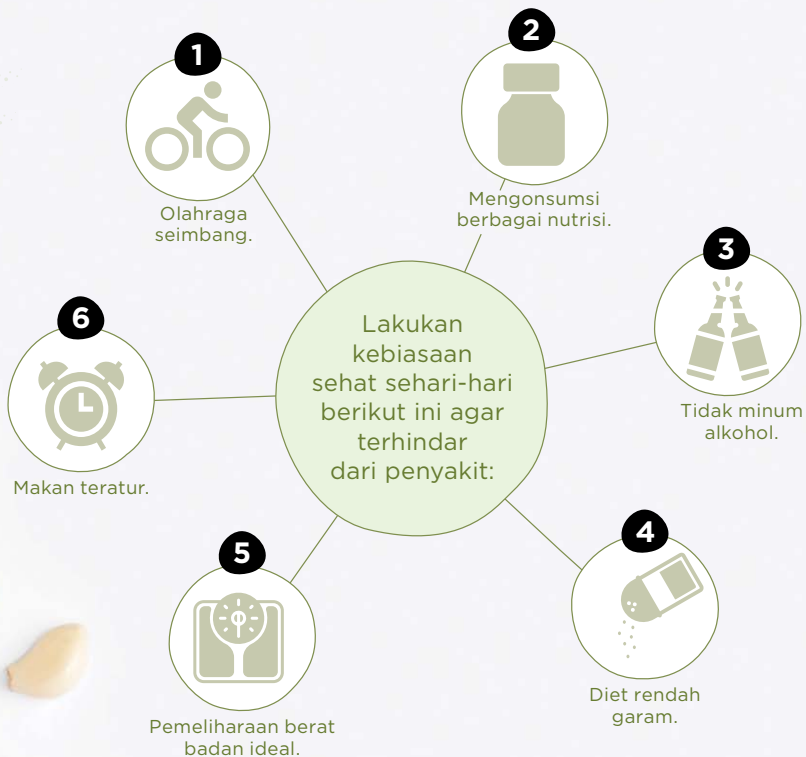 Lakukan
kebiasaan
sehat sehari-hari
berikut ini agar
terhindar
dari penyakit:
1
Olahraga
seimbang.
2
Mengonsumsi
berbagai nutrisi.
3
Tidak minum
alkohol.
4
Diet rendah
garam.
5
Pemeliharaan berat
badan ideal.
6
Makan teratur.